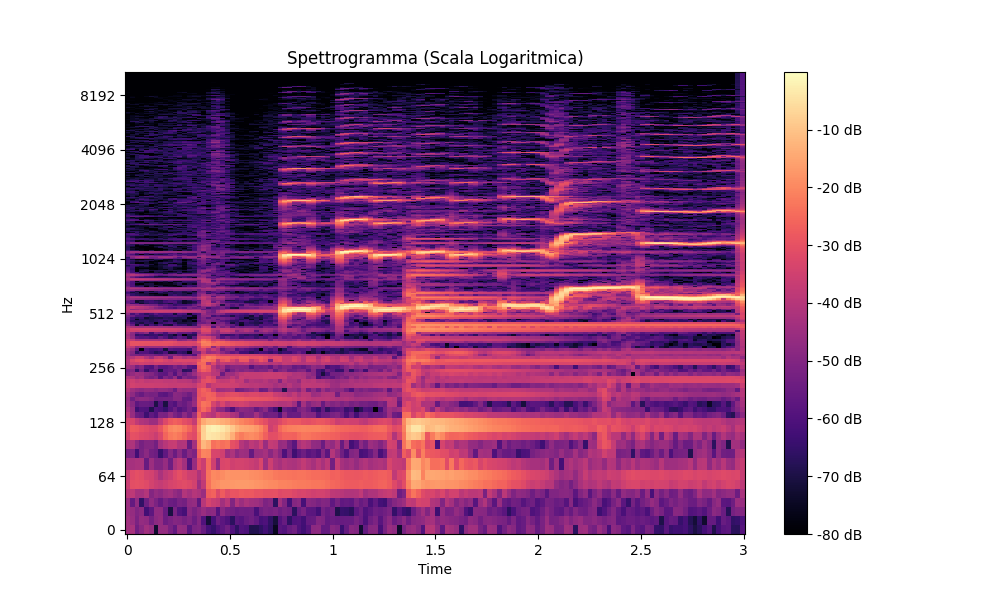 Spettrogramma (Scala Logaritmica)
8192
4096
2048
1024
512
256
128
64
0
Hz
0
0.5
1
1.5
2
2.5
3
Time
-10 dB
-20 dB
-30 dB
-40 dB
-50 dB
-60 dB
-70 dB
-80 dB